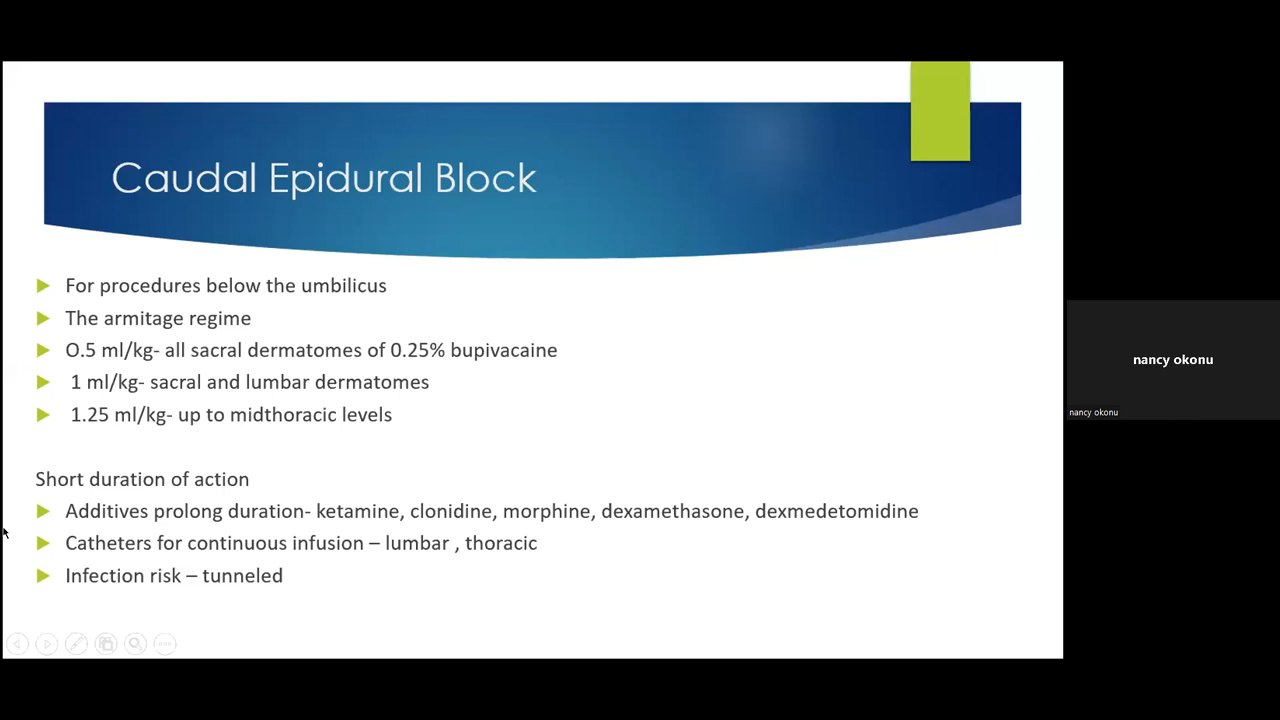 Caudal Epidural Block
For procedures below the umbilicus
The armitage regime
O.5 ml/kg- all sacral dermatomes of 0.25% bupivacaine
1 ml/kg- sacral and lumbar dermatomes
1.25 ml/kg- up to midthoracic levels
Short duration of action
Additives prolong duration- ketamine, clonidine, morphine, dexamethasone, dexmedetomidine
Catheters for continuous infusion – lumbar , thoracic
Infection risk – tunneled
nancy okonu
nancy okonu